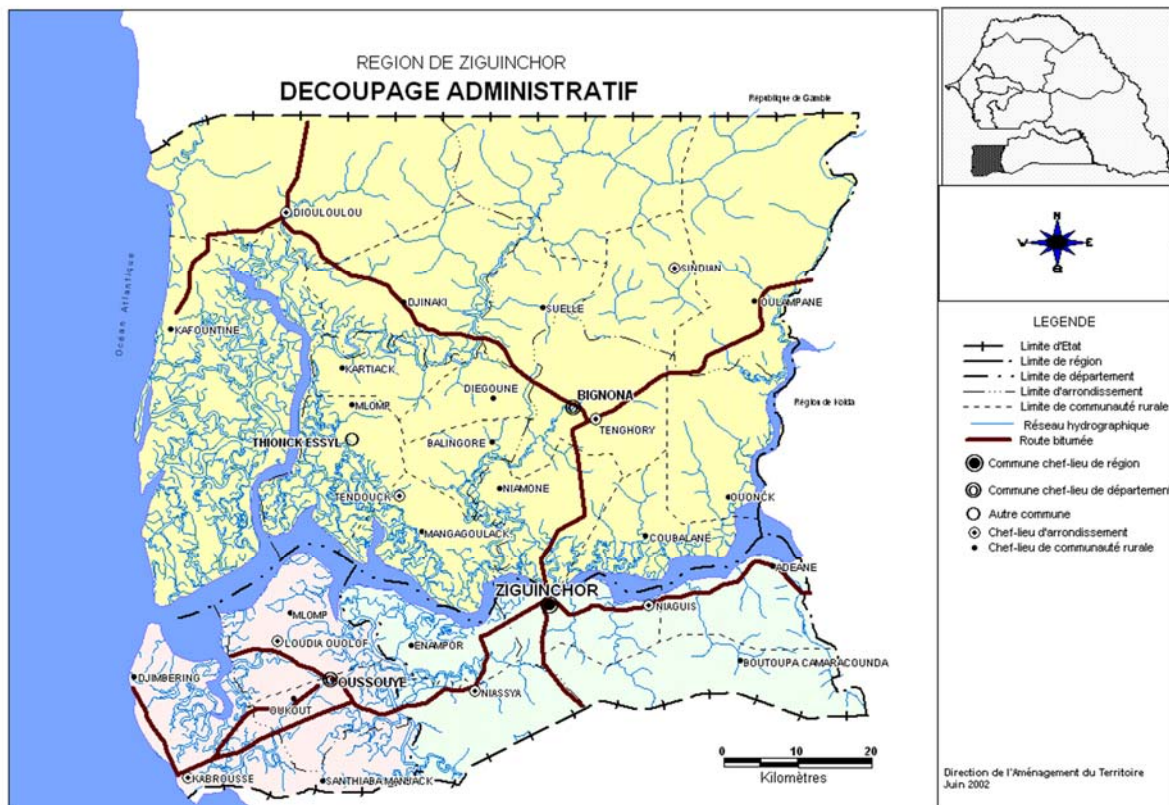 REGION DE ZIGUINCHOR
DECOUPAGE ADMINISTRATIF
République de Gambie
DIOULOULOU
SINDIAN
DJINAKI
SUELLE
OULAMPANE
KAFOUNTINE
Océan Atlantique
KARTIACK
DIEGOUNE
BIGNONA
MLOMP
TENGHORY
Région de Kolda
THIONCK ESSYL
BALINGORE
TENDOUCK
NIAMONE
OUONCK
MANGAGOULACK
COUBALANE
ADEANE
ZIGUINCHOR
NIAGUIS
MLOMP
LOUDIA OUOLOF
ENAMPOR
BOUTOUPA CAMARACOUNDA
DJIMBERING
OUSSOUYE
NIASSYA
OUKOUT
KABROUSSE
SANTHIABA MANJACK
0 10 20
Kilomètres
N
E
LEGENDE
Limite d'Etat
Limite de région
Limite de département
Limite d'arrondissement
Limite de communauté rurale
Réseau hydrographique
Route bitumée
Commune chef-lieu de région
Commune chef-lieu de département
Autre commune
Chef-lieu d'arrondissement
Chef-lieu de communauté rurale
Direction de l'Aménagement du Territoire
Juin 2002